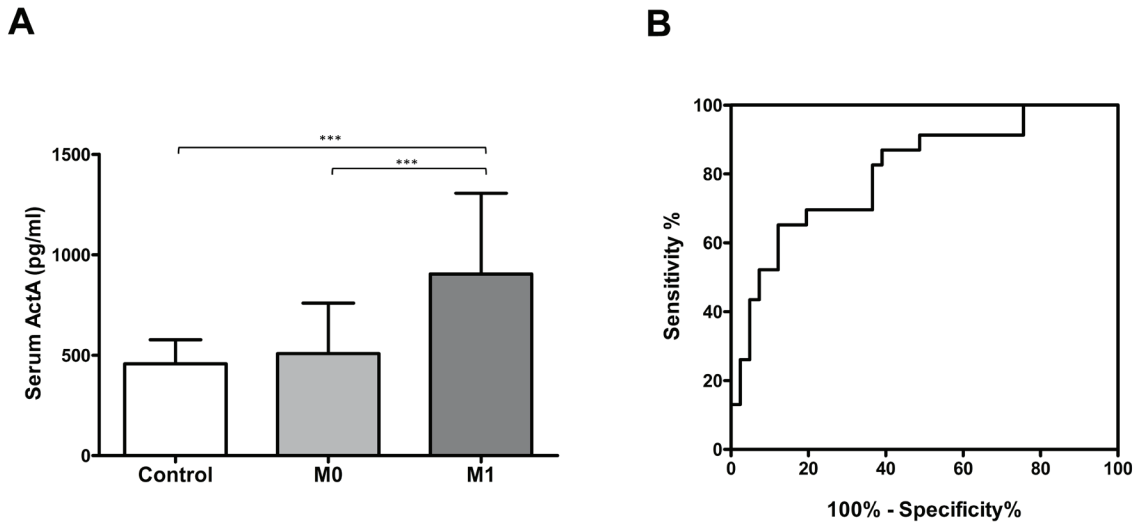 A
***
***
1500
1000
500
0
Serum ActA (pg/ml)
Control M0 M1
B
100
80
60
40
20
0
Sensitivity %
0 20 40 60 80 100
100% - Specificity%